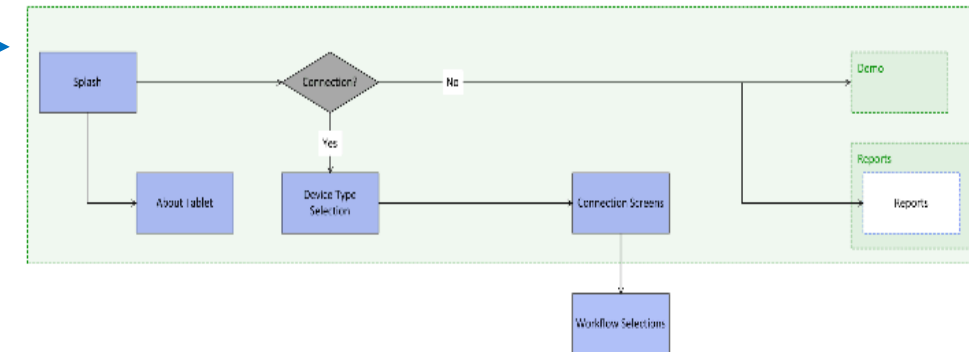 Splash
Connection?
No
Demo
Yes
Reports
About Tablet
Device Type
Selection
Connection Screens
Reports
Workflow Selections